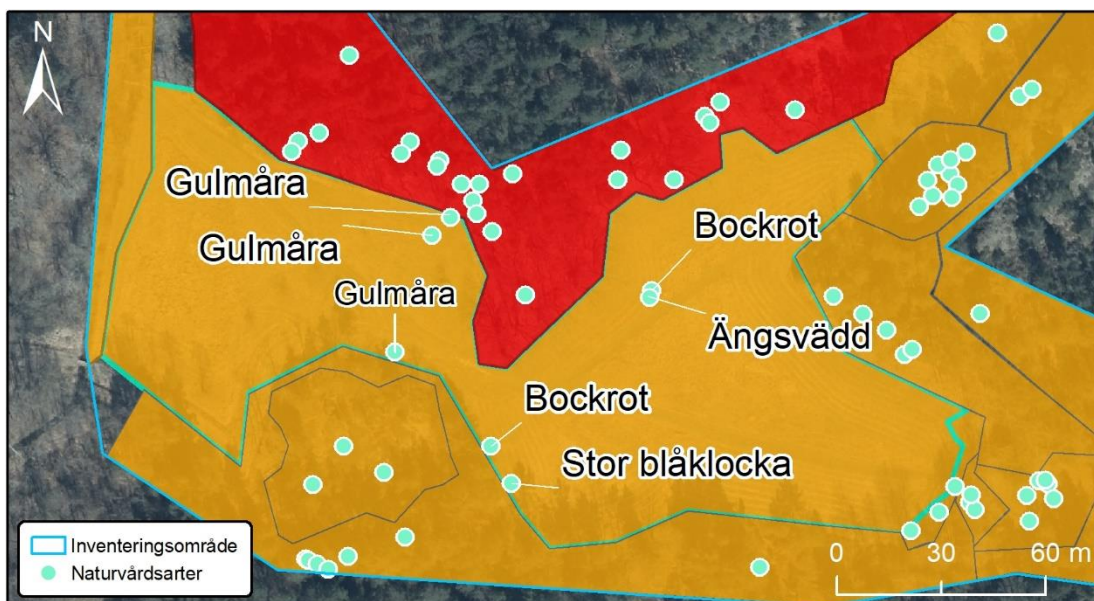 N
Gulmåra
Bockrot
Gulmåra
Gulmåra
Ängsvädd
Bockrot
Stor blåklocka
Inventeringsområde
Naturvårdsarter
0 30 60 m